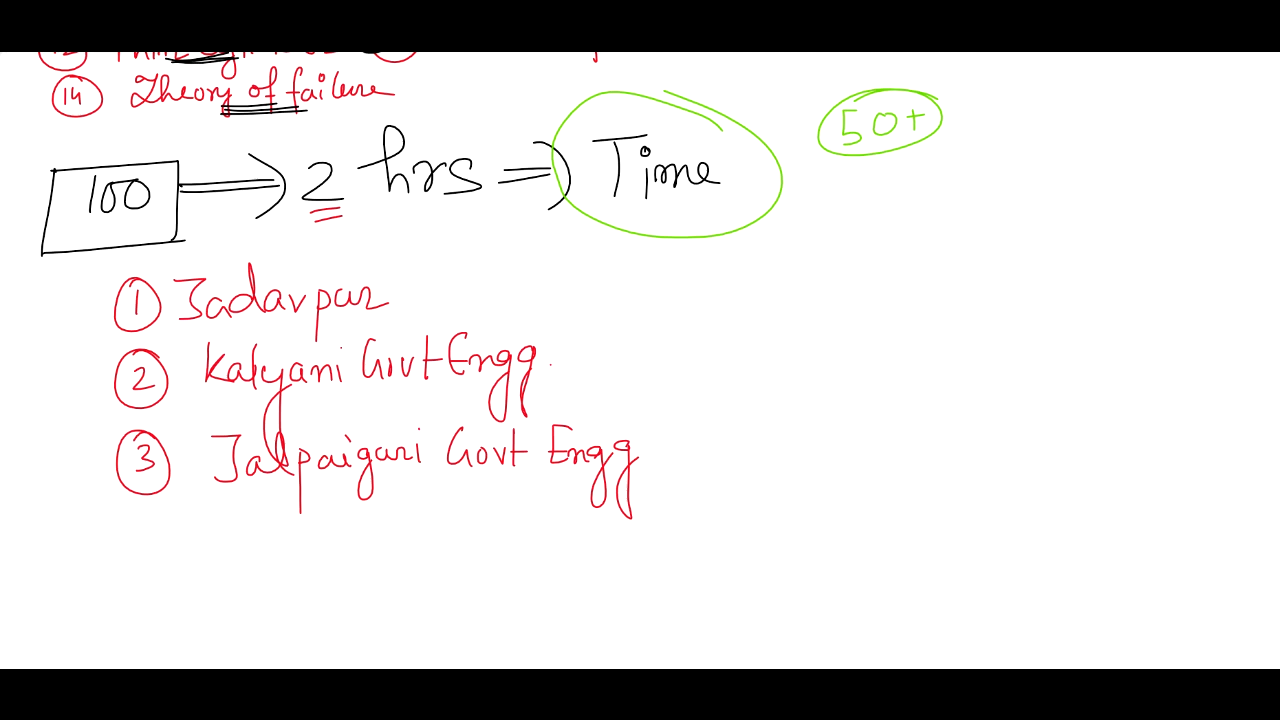 14 Theory of failure
100 ⇒ 2 hrs ⇒ Time 50+
1 Jadavpur
2 Kalyani Govt Engg.
3 Jalpaiguri Govt Engg